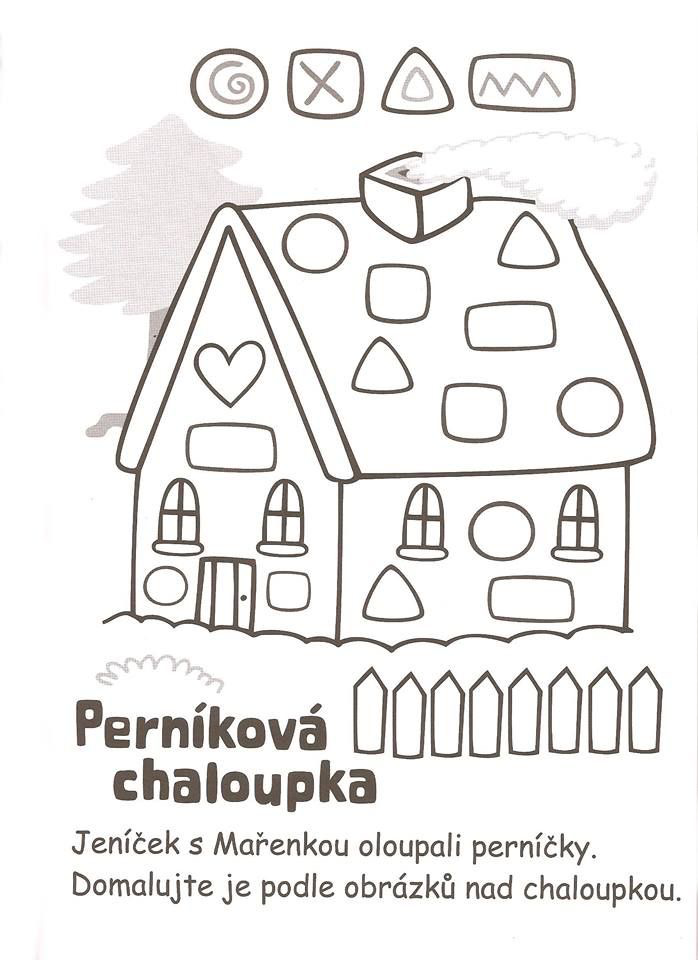 Perníková
chaloupka
Jeníček s Mařenkou oloupali perníčky.
Domalujte je podle obrázků nad chaloupkou.